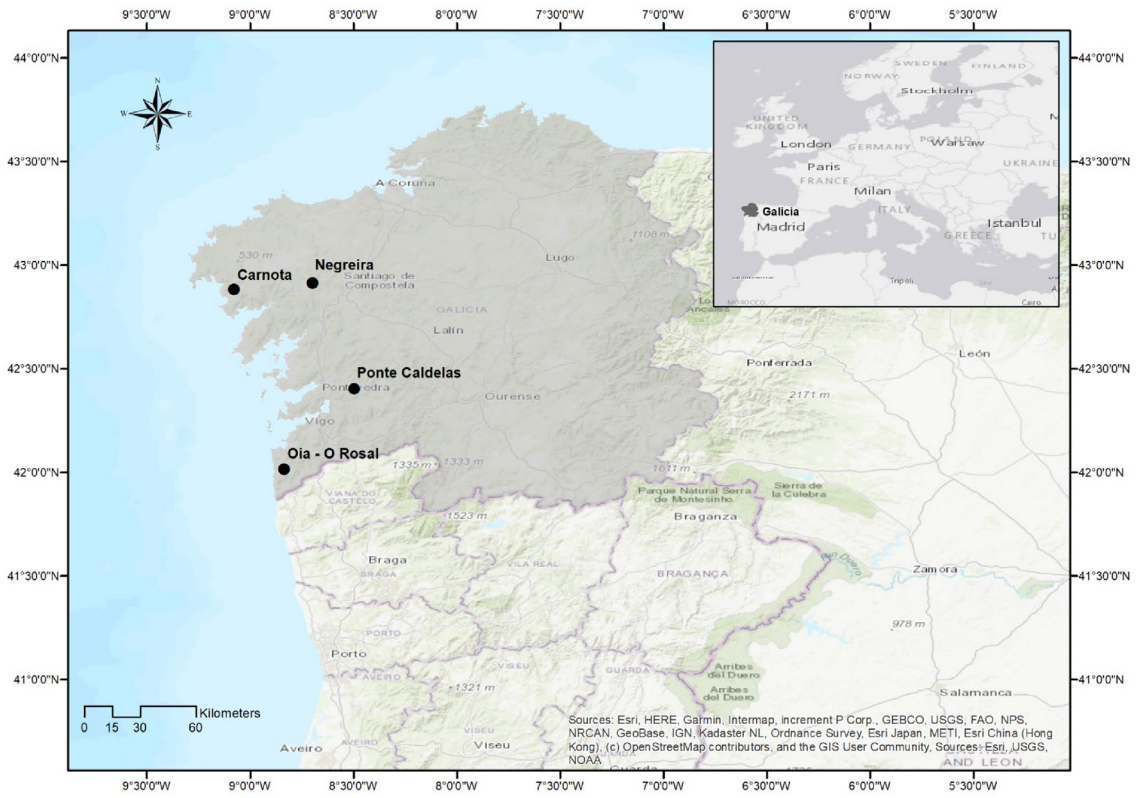 9°30'0"W 9°0'0"W 8°30'0"W 8°0'0"W 7°30'0"W 7°0'0"W 6°30'0"W 6°0'0"W 5°30'0"W
44°0'0"N
44°0'0"N
N
W E
S
SWEDEN
FINLAND
NORWAY
Stockholm
UNITED
KINGDOM
London
POLAND
Warsaw
GERMANY
Paris
UKRAINE
FRANCE
Milan
Galicia
ITALY
Istanbul
Madrid
GREECE
TU
Tripoli
MOROCCO
Cairo
43°30'0"N
43°30'0"N
A Coruña
1108 m
Lugo
530 m
43°0'0"N
43°0'0"N
Carnota
Negreira
Santiago de
Compostela
GALICIA
Lalín
Ancares
León
Ponferrada
42°30'0"N
42°30'0"N
Ponte Caldelas
Pontevedra
Ourense
2171 m
Vigo
Oia - O Rosal
42°0'0"N
42°0'0"N
1335 m
1333 m
1011 m
VIANA DO
CASTELO
Parque Natural Serra
de Montesinho
Sierra de
la Culebra
1523 m
Braganza
Braga
BRAGA
VILA REAL
BRAGANÇA
Rio Duero
Zamora
41°30'0"N
41°30'0"N
PORTO
Porto
978 m
41°0'0"N
41°0'0"N
AVEIRO
VISEU
GUARDA
1321 m
Arribes
del Duero
Arribes
del Duero
Salamanca
Kilometers
0 15 30 60
Aveiro
AVEIRO
VISEU
Viseu
GUARDA
Guarda
Sources: Esri, HERE, Garmin, Intermap, increment P Corp., GEBCO, USGS, FAO, NPS,
NRCAN, GeoBase, IGN, Kadaster NL, Ordnance Survey, Esri Japan, METI, Esri China (Hong
Kong), (c) OpenStreetMap contributors, and the GIS User Community, Sources: Esri, USGS,
NOAA
AND LEON
9°30'0"W 9°0'0"W 8°30'0"W 8°0'0"W 7°30'0"W 7°0'0"W 6°30'0"W 6°0'0"W 5°30'0"W